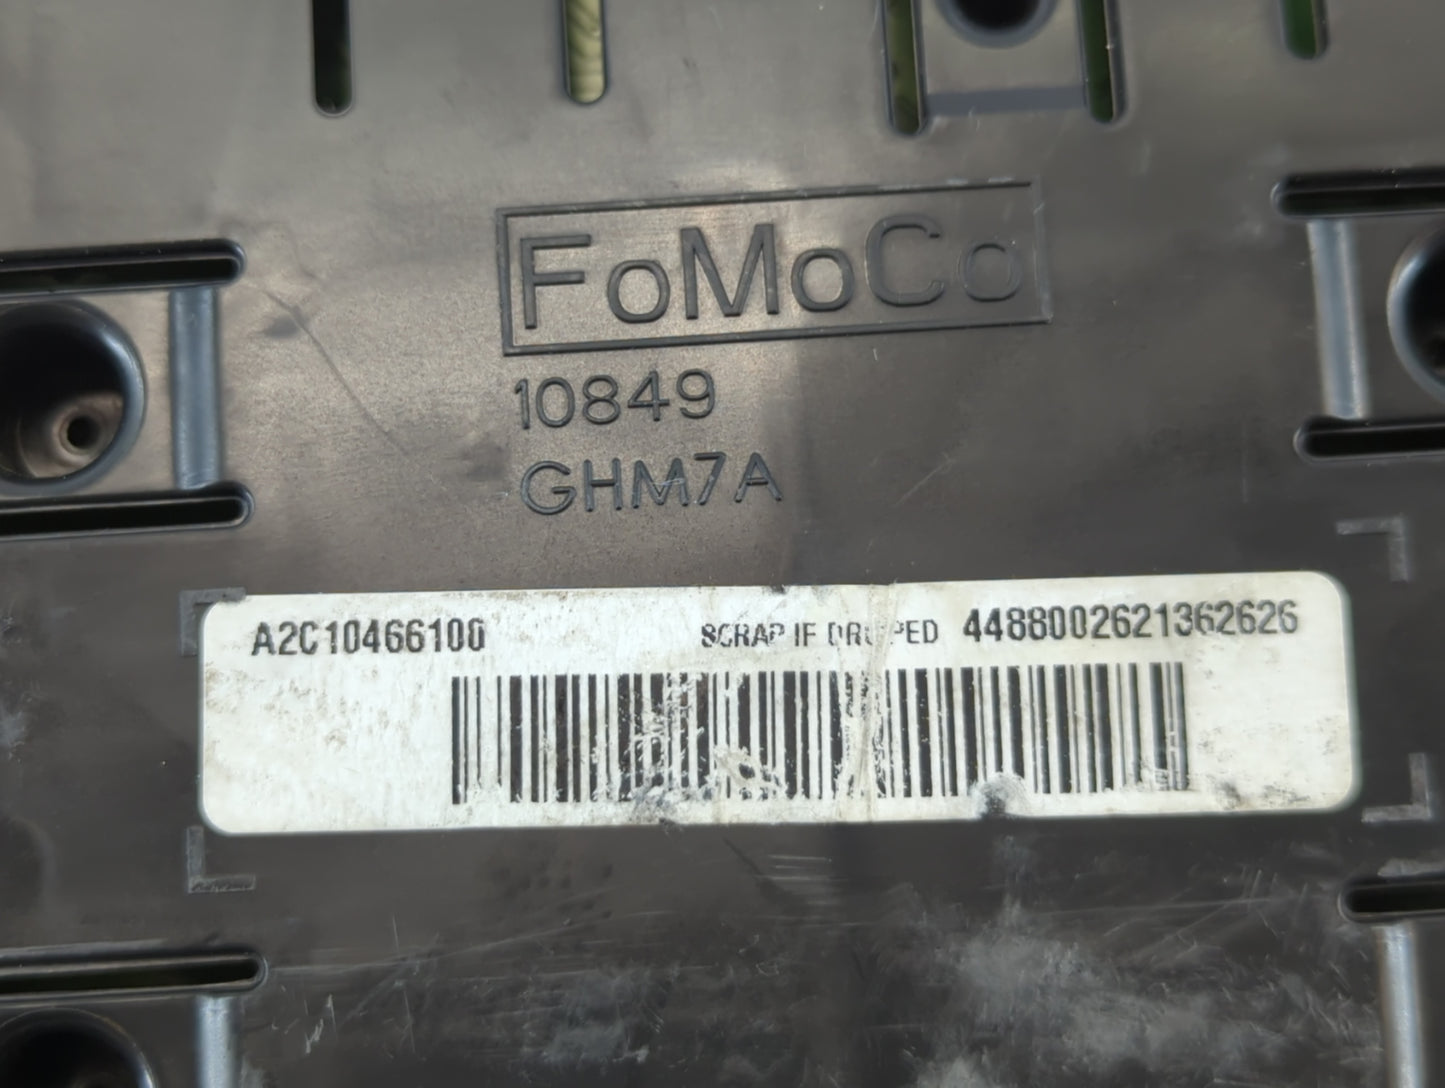 FoMoCo
10849
GHM7A
A2C10466100 SCRAP IF DROPPED 4488002621362626